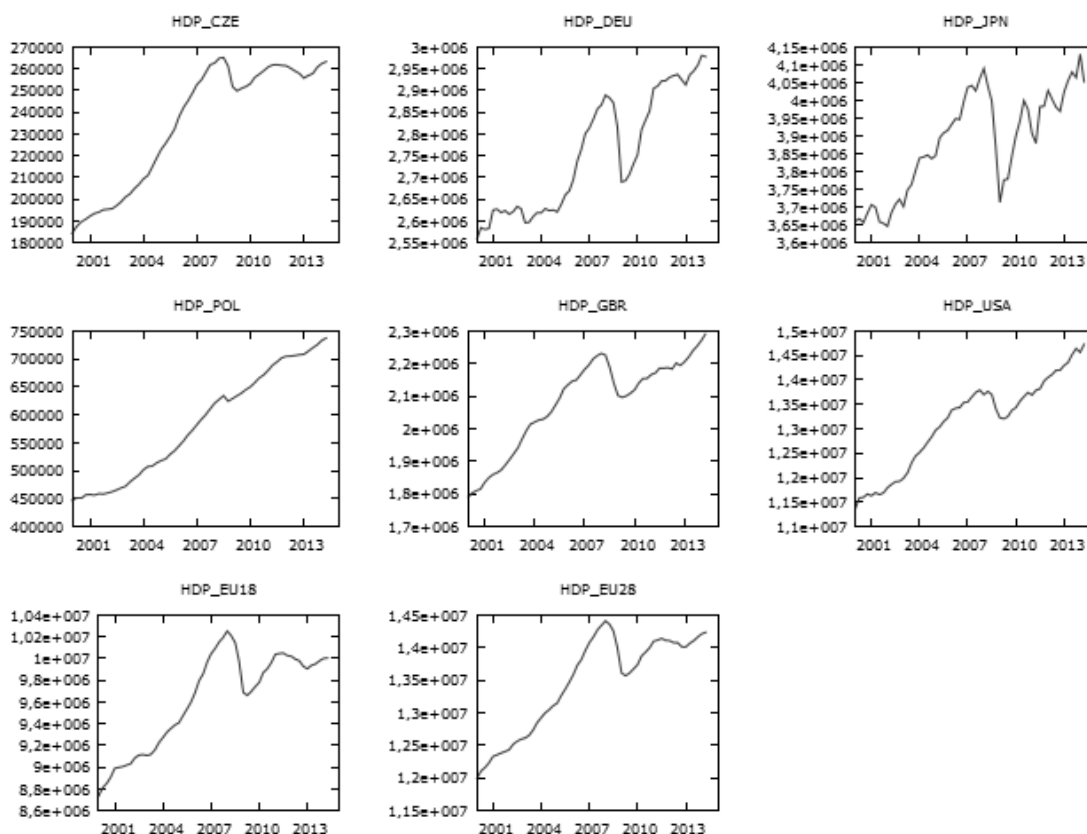 HDP_CZE
270000
260000
250000
240000
230000
220000
210000
200000
190000
180000
2001 2004 2007 2010 2013
HDP_DEU
3e+006
2,95e+006
2,9e+006
2,85e+006
2,8e+006
2,75e+006
2,7e+006
2,65e+006
2,6e+006
2,55e+006
2001 2004 2007 2010 2013
HDP_JPN
4,15e+006
4,1e+006
4,05e+006
4e+006
3,95e+006
3,9e+006
3,85e+006
3,8e+006
3,75e+006
3,7e+006
3,65e+006
3,6e+006
2001 2004 2007 2010 2013
HDP_POL
750000
700000
650000
600000
550000
500000
450000
400000
2001 2004 2007 2010 2013
HDP_GBR
2,3e+006
2,2e+006
2,1e+006
2e+006
1,9e+006
1,8e+006
1,7e+006
2001 2004 2007 2010 2013
HDP_USA
1,5e+007
1,45e+007
1,4e+007
1,35e+007
1,3e+007
1,25e+007
1,2e+007
1,15e+007
1,1e+007
2001 2004 2007 2010 2013
HDP_EU18
1,04e+007
1,02e+007
1e+007
9,8e+006
9,6e+006
9,4e+006
9,2e+006
9e+006
8,8e+006
8,6e+006
2001 2004 2007 2010 2013
HDP_EU28
1,45e+007
1,4e+007
1,35e+007
1,3e+007
1,25e+007
1,2e+007
1,15e+007
2001 2004 2007 2010 2013